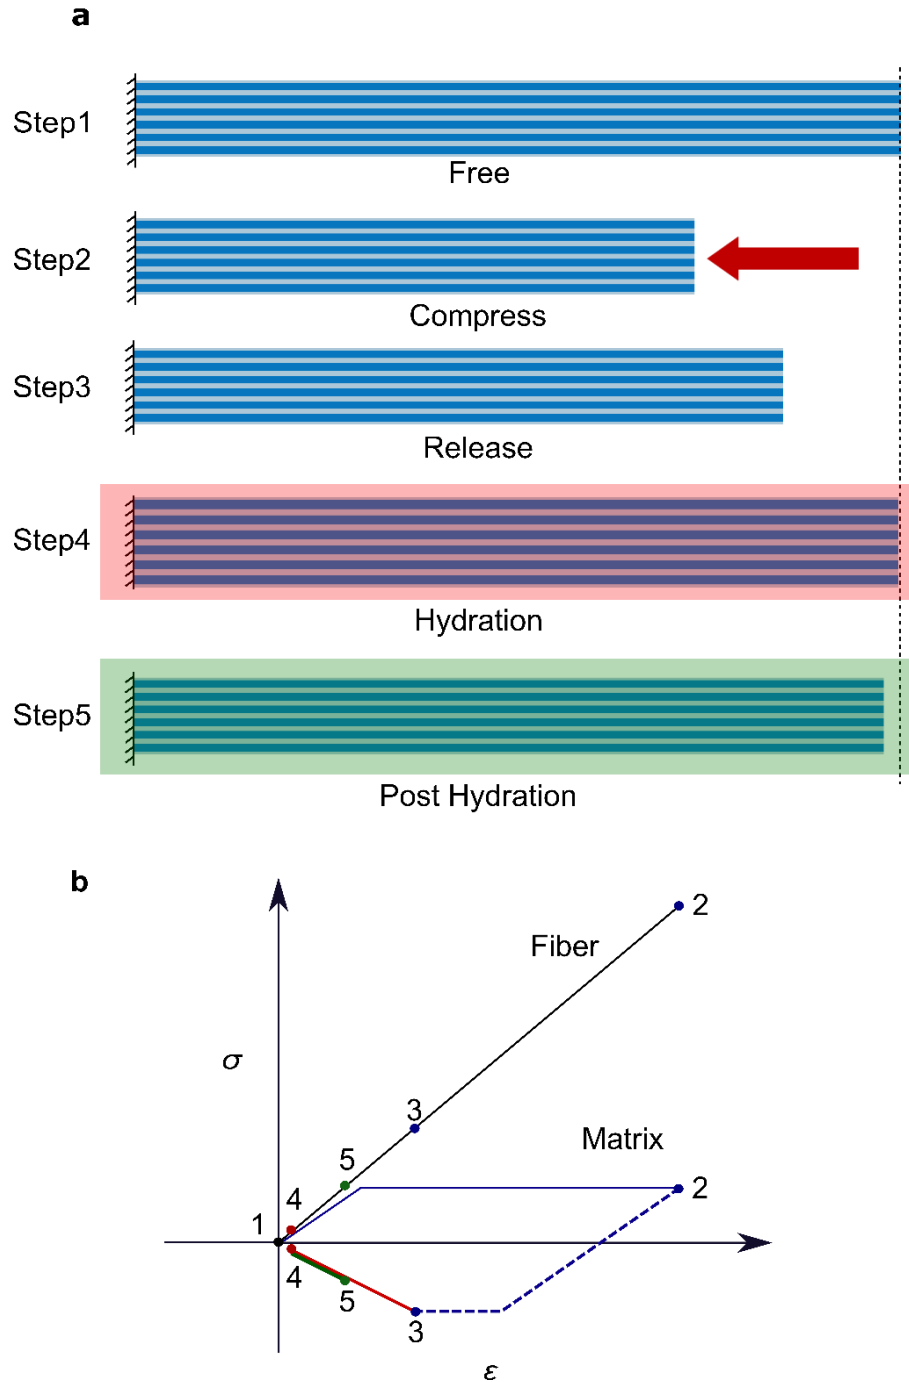 a
Step1
Free
Step2
Compress
Step3
Release
Step4
Hydration
Step5
Post Hydration
b
2
Fiber
σ
3
Matrix
5
2
4
1
4
5
3
ε